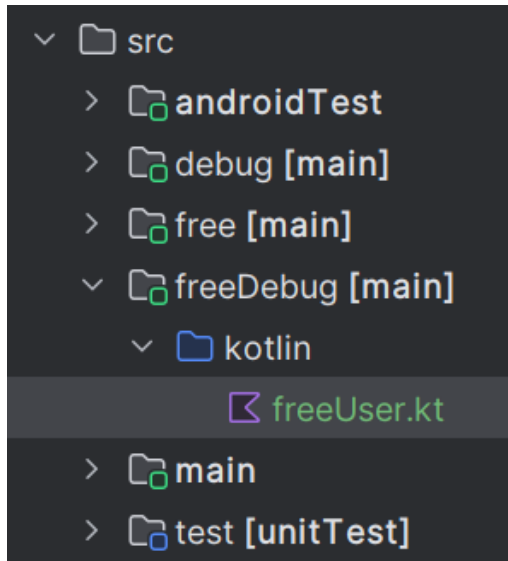 src
androidTest
debug [main]
free [main]
freeDebug [main]
kotlin
freeUser.kt
main
test [unitTest]